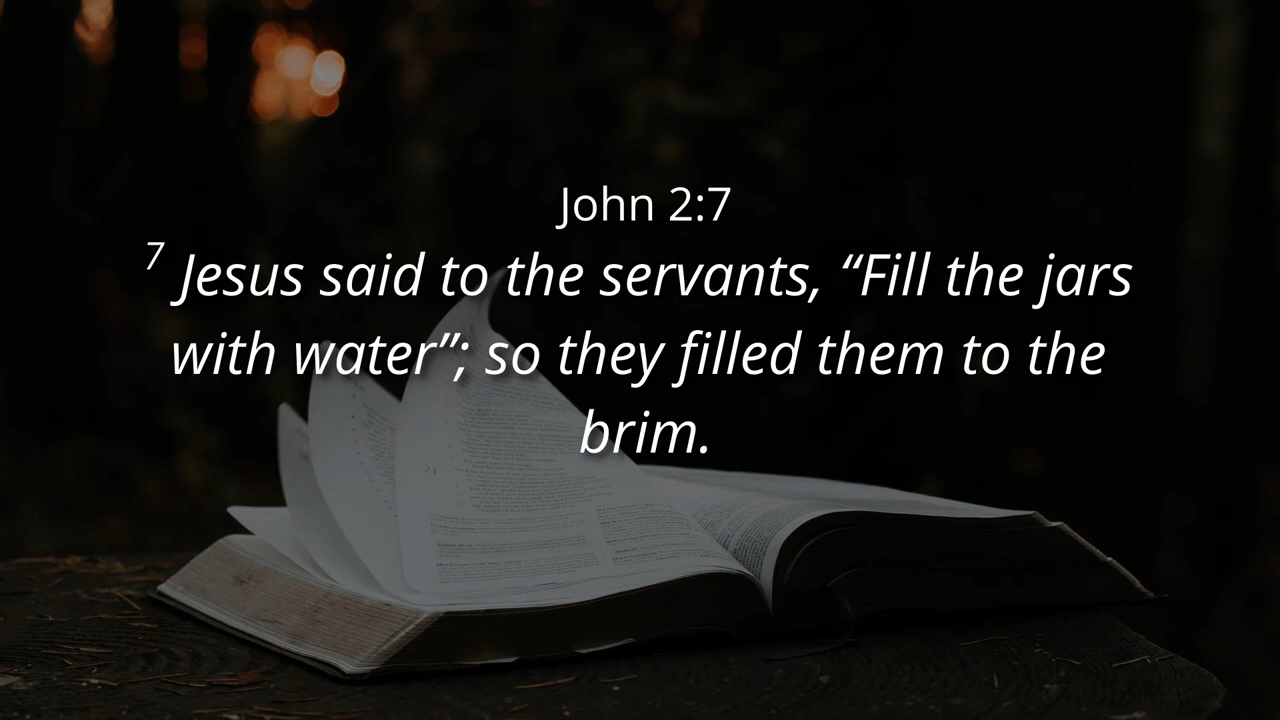 John 2:7
7 Jesus said to the servants, “Fill the jars
with water”; so they filled them to the
brim.